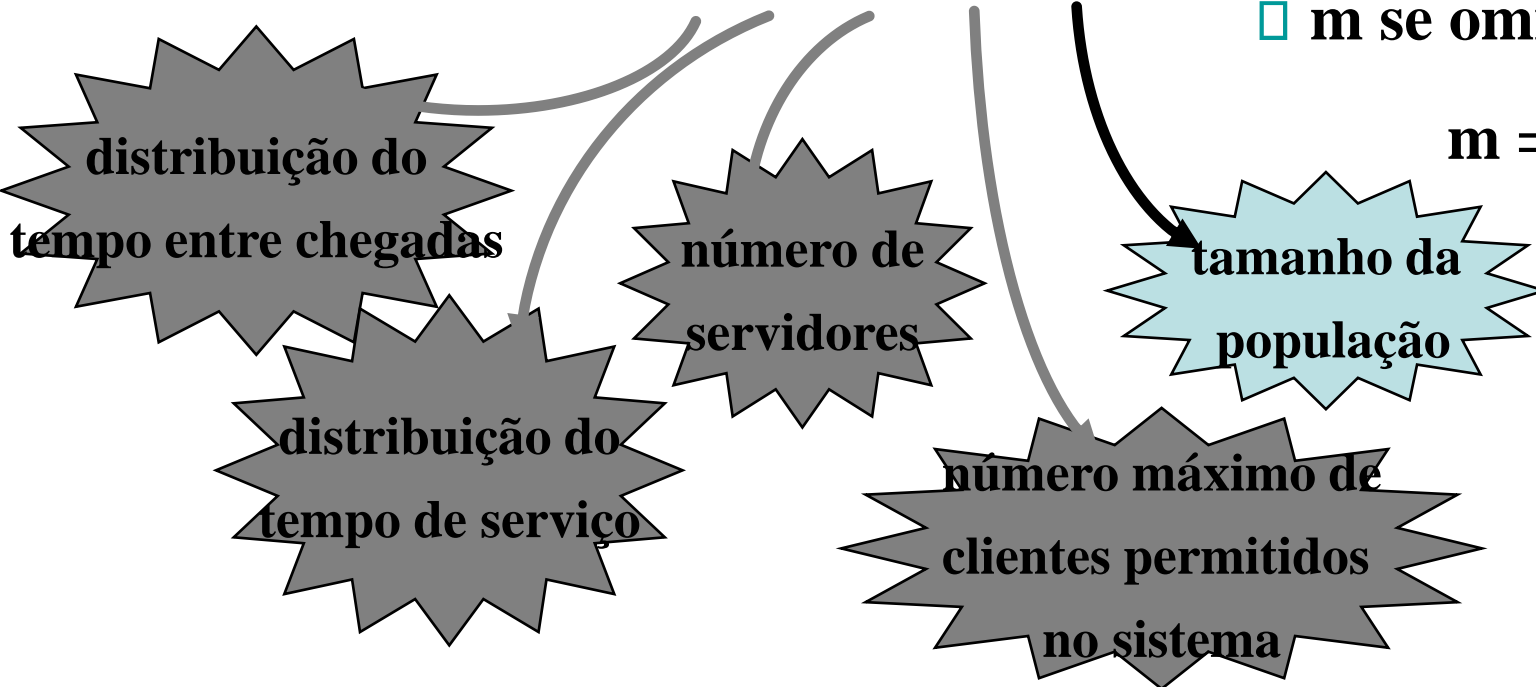 m se
m =
distribuição do
tempo entre chegadas
número de
servidores
tamanho da
população
distribuição do
tempo de serviço
número máximo de
clientes permitidos
no sistema